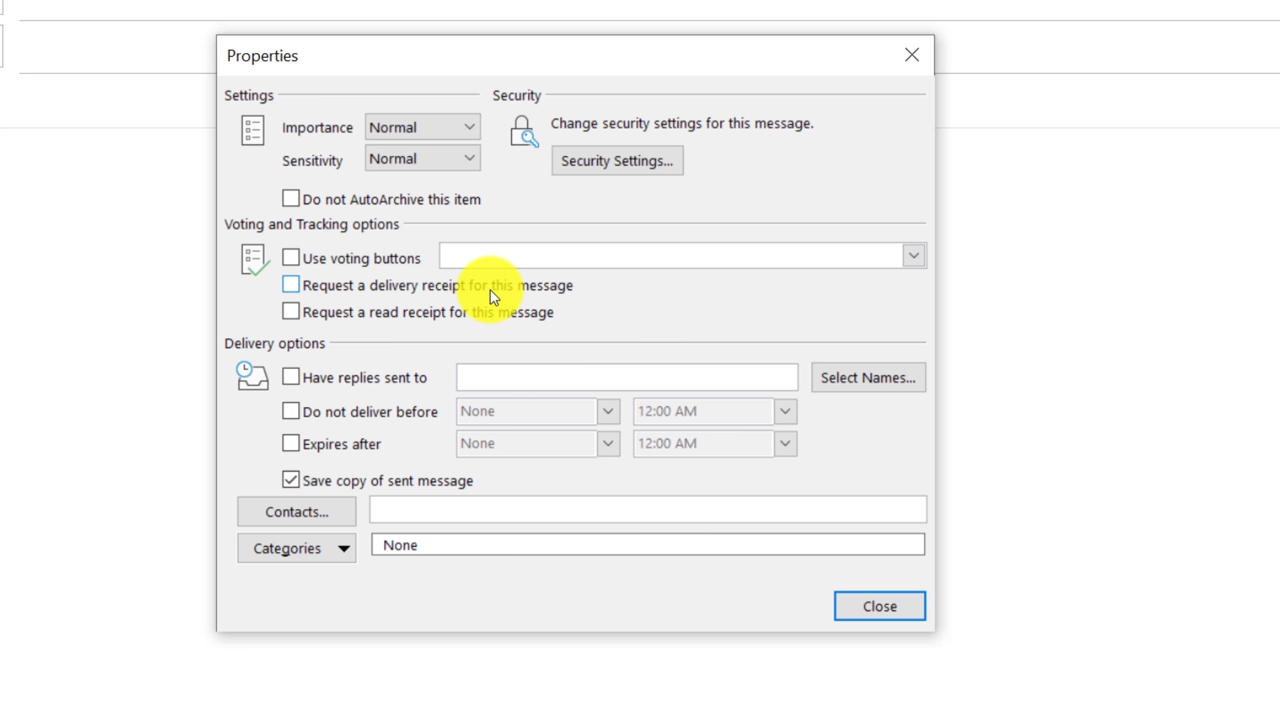 Properties
Settings
Security
Importance Normal
Change security settings for this message.
Sensitivity Normal
Security Settings...
Do not AutoArchive this item
Voting and Tracking options
Use voting buttons
Request a delivery receipt for this message
Request a read receipt for this message
Delivery options
Have replies sent to
Select Names...
Do not deliver before None 12:00 AM
Expires after None 12:00 AM
Save copy of sent message
Contacts...
Categories None
Close